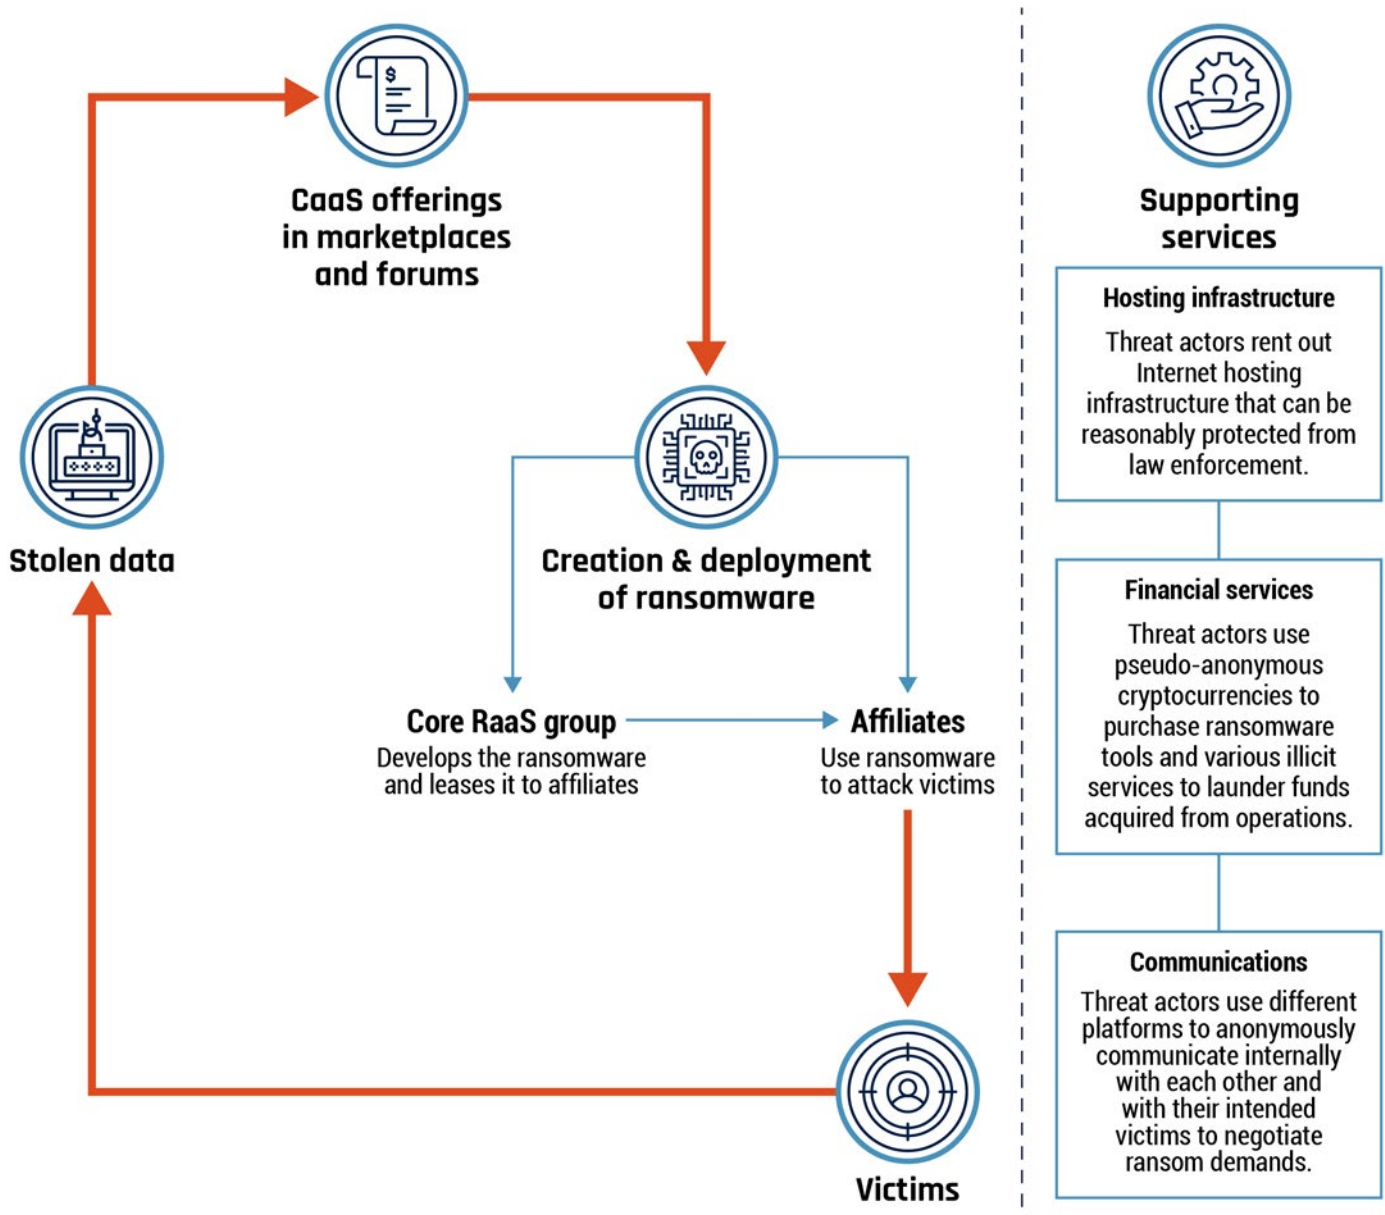 CaaS offerings
in marketplaces
and forums
Stolen data
Creation & deployment
of ransomware
Core RaaS group
Develops the ransomware
and leases it to affiliates
Affiliates
Use ransomware
to attack victims
Victims
Supporting
services
Hosting infrastructure
Threat actors rent out
Internet hosting
infrastructure that can be
reasonably protected from
law enforcement.
Financial services
Threat actors use
pseudo-anonymous
cryptocurrencies to
purchase ransomware
tools and various illicit
services to launder funds
acquired from operations.
Communications
Threat actors use different
platforms to anonymously
communicate internally
with each other and
with their intended
victims to negotiate
ransom demands.
$